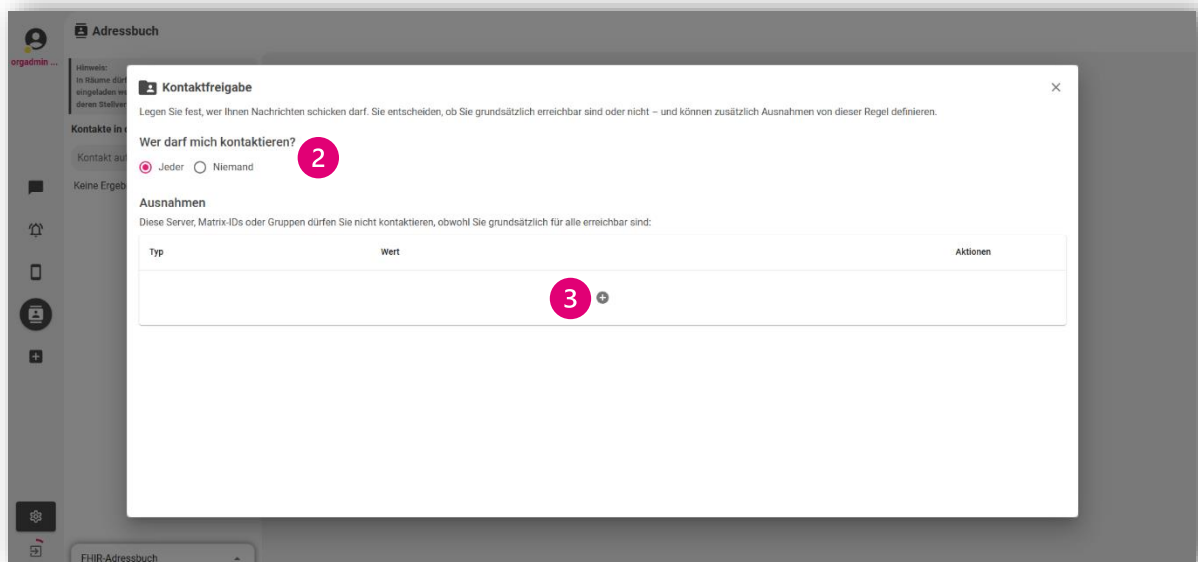 Adressbuch
orgadmin ...
Hinweis:
In Räume dürf
eingeladen we
deren Stellver
Kontakte in d
Kontakt auf
Keine Ergeb
Kontaktfreigabe
Legen Sie fest, wer Ihnen Nachrichten schicken darf. Sie entscheiden, ob Sie grundsätzlich erreichbar sind oder nicht – und können zusätzlich Ausnahmen von dieser Regel definieren.
Wer darf mich kontaktieren?
2
Jeder Niemand
Ausnahmen
Diese Server, Matrix-IDs oder Gruppen dürfen Sie nicht kontaktieren, obwohl Sie grundsätzlich für alle erreichbar sind:
Typ Wert Aktionen
3
FHIR-Adressbuch